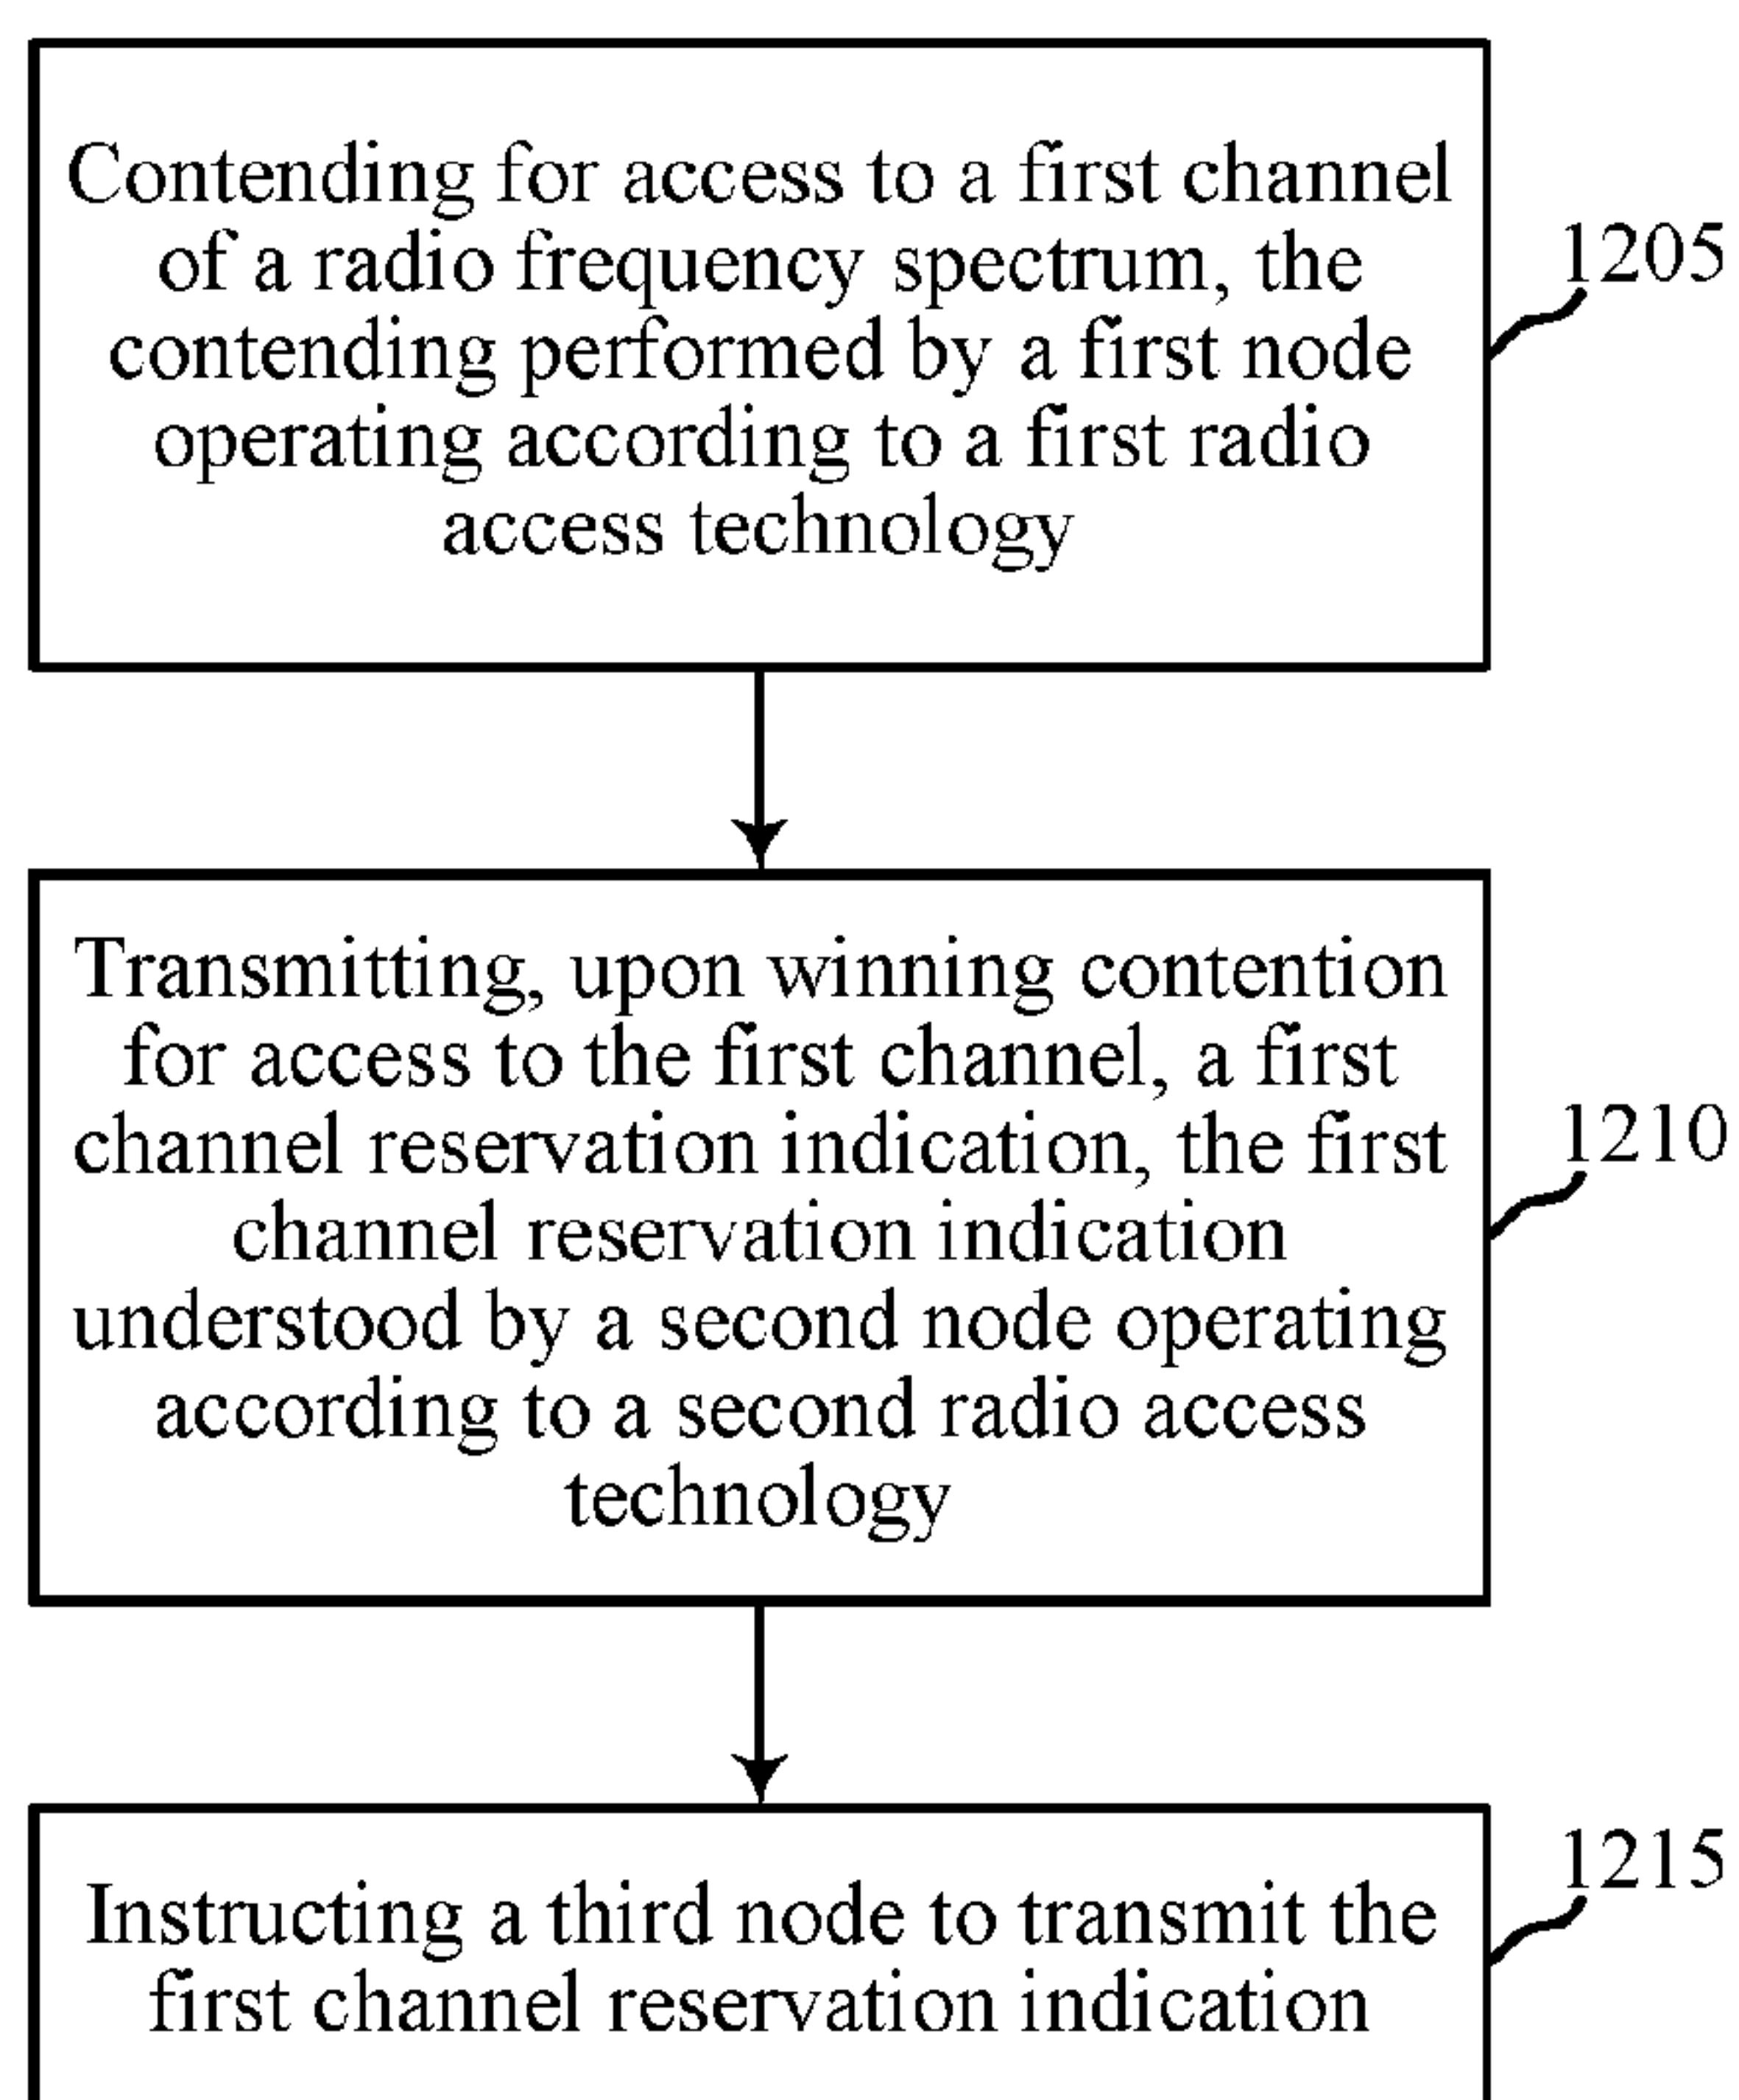 Contending for access to a first channel
of a radio frequency spectrum, the
contending performed by a first node
operating according to a first radio
access technology
1205
Transmitting, upon winning contention
for access to the first channel, a first
channel reservation indication, the first
channel reservation indication
understood by a second node operating
according to a second radio access
technology
1210
Instructing a third node to transmit the
first channel reservation indication
1215